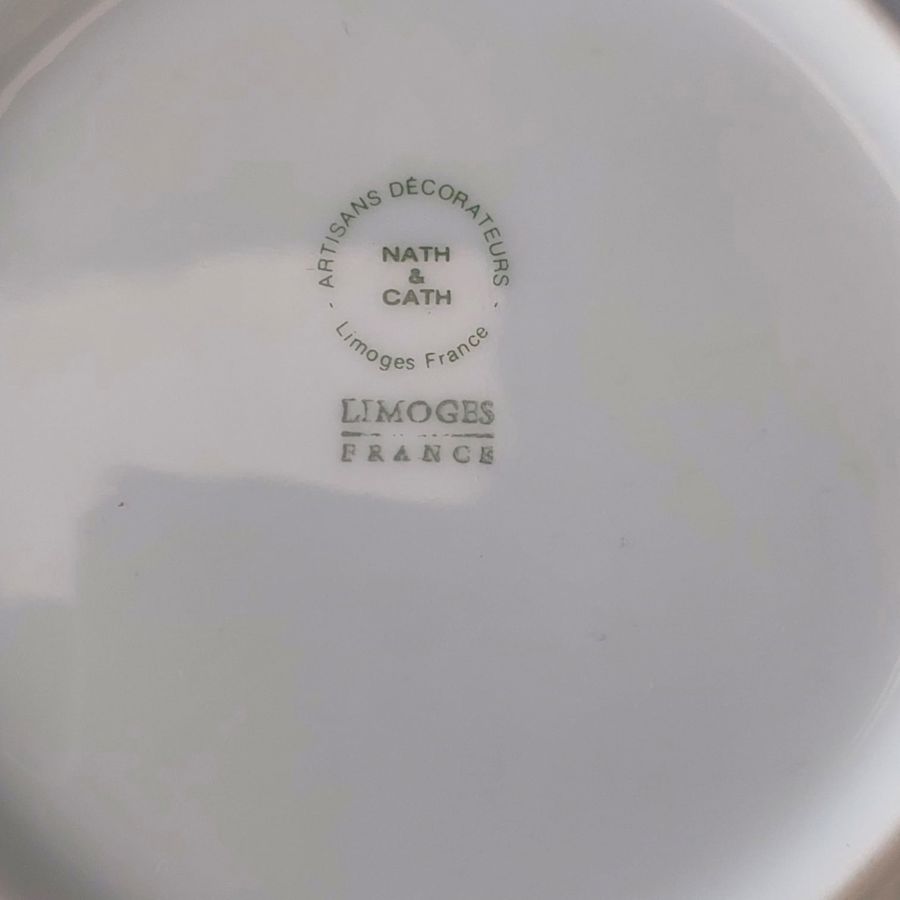 ARTISANS DÉCORATEURS
NATH
&
CATH
- Limoges France -
LIMOGES
FRANCE